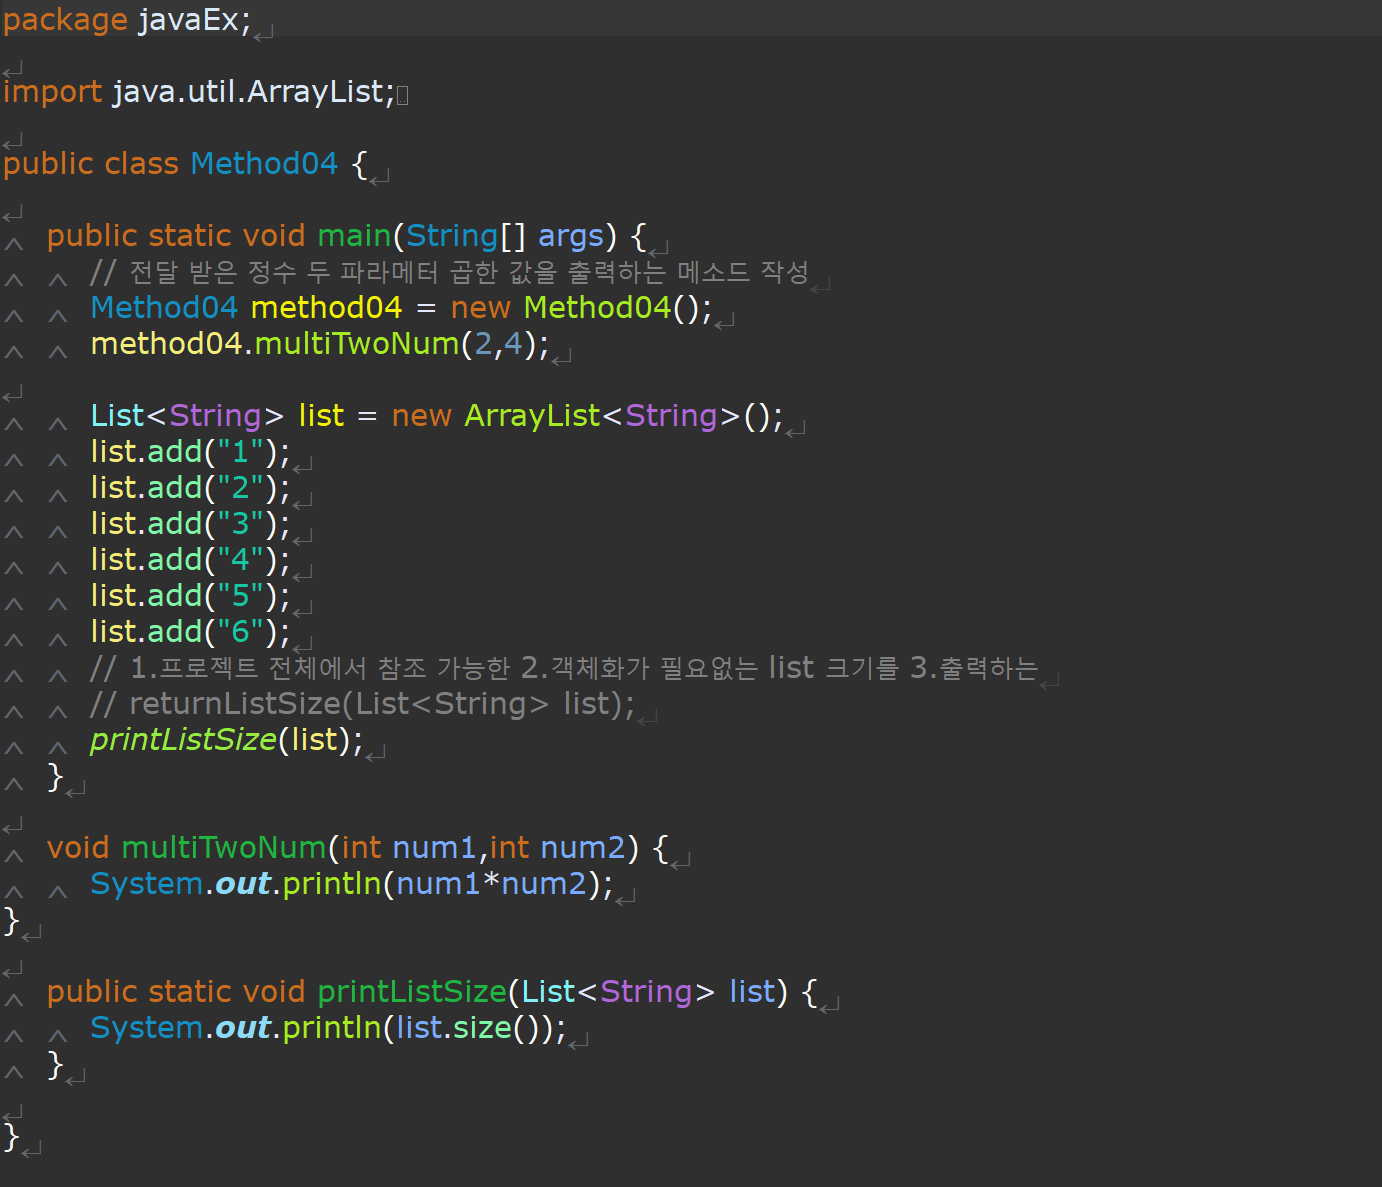 package javaEx;
import java.util.ArrayList;
public class Method04 {
public static void main(String[] args) {
// 전달 받은 정수 두 파라메터 곱한 값을 출력하는 메소드 작성
Method04 method04 = new Method04();
method04.multiTwoNum(2,4);
List<String> list = new ArrayList<String>();
list.add("1");
list.add("2");
list.add("3");
list.add("4");
list.add("5");
list.add("6");
// 1.프로젝트 전체에서 참조 가능한 2.객체화가 필요없는 list 크기를 3.출력하는
// returnListSize(List<String> list);
printListSize(list);
}
void multiTwoNum(int num1,int num2) {
System.out.println(num1*num2);
}
public static void printListSize(List<String> list) {
System.out.println(list.size());
}
}